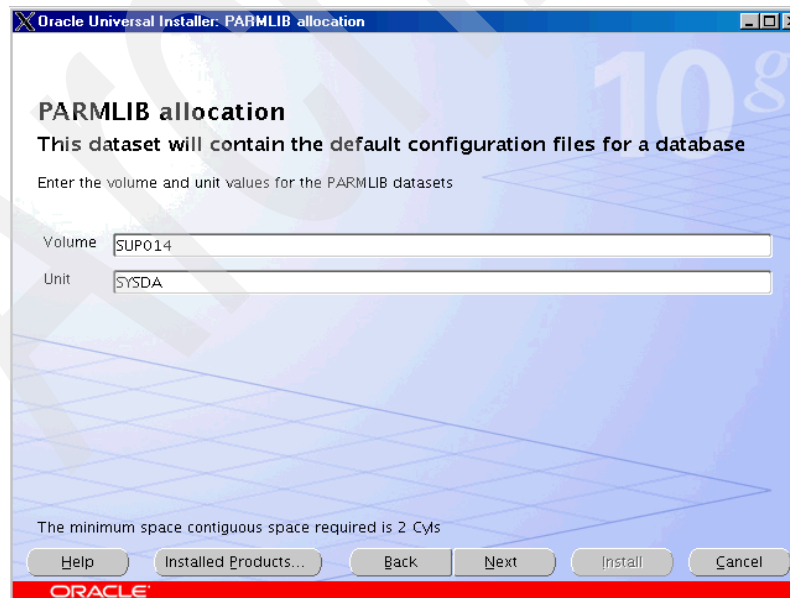 Oracle Universal Installer: PARMLIB allocation
10g
PARMLIB allocation
This dataset will contain the default configuration files for a database
Enter the volume and unit values for the PARMLIB datasets
Volume SUP014
Unit SYSDA
The minimum space contiguous space required is 2 Cyls
Help Installed Products... Back Next Install Cancel
ORACLE